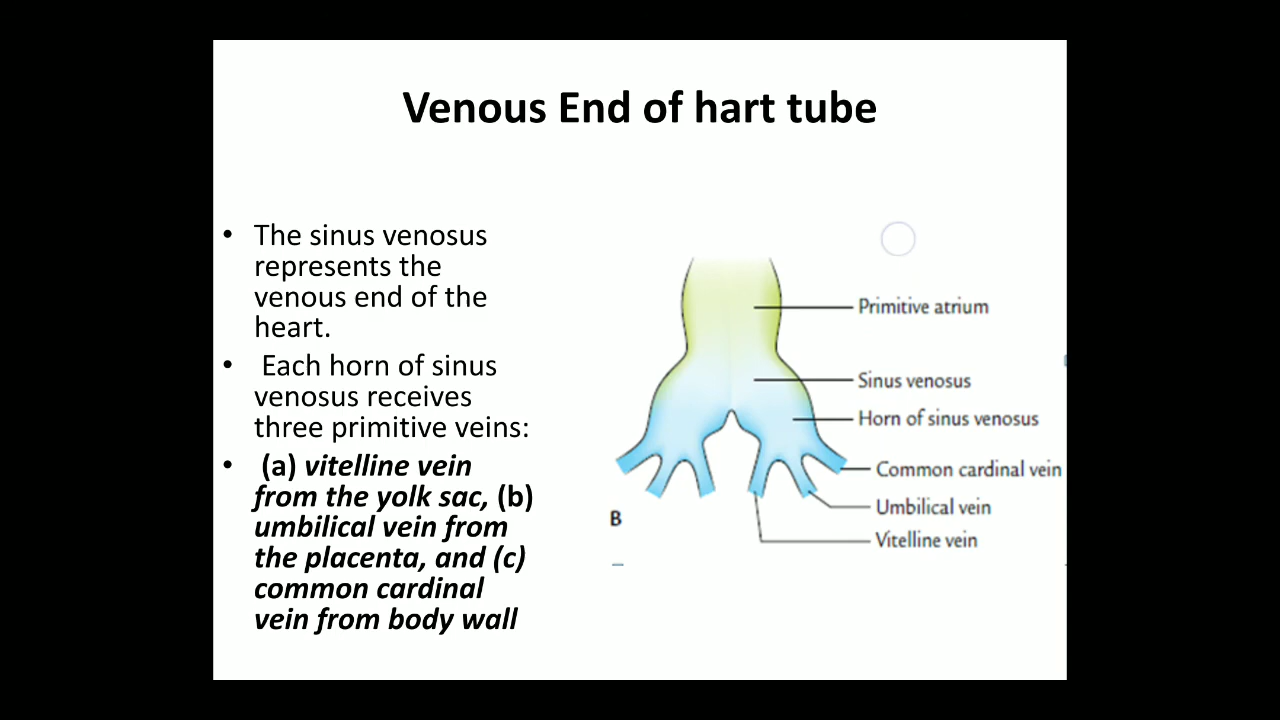 Venous End of hart tube
• The sinus venosus
represents the
venous end of the
heart.
• Each horn of sinus
venosus receives
three primitive veins:
• (a) vitelline vein
from the yolk sac, (b)
umbilical vein from
the placenta, and (c)
common cardinal
vein from body wall
Primitive atrium
Sinus venosus
Horn of sinus venosus
Common cardinal vein
Umbilical vein
Vitelline vein
B